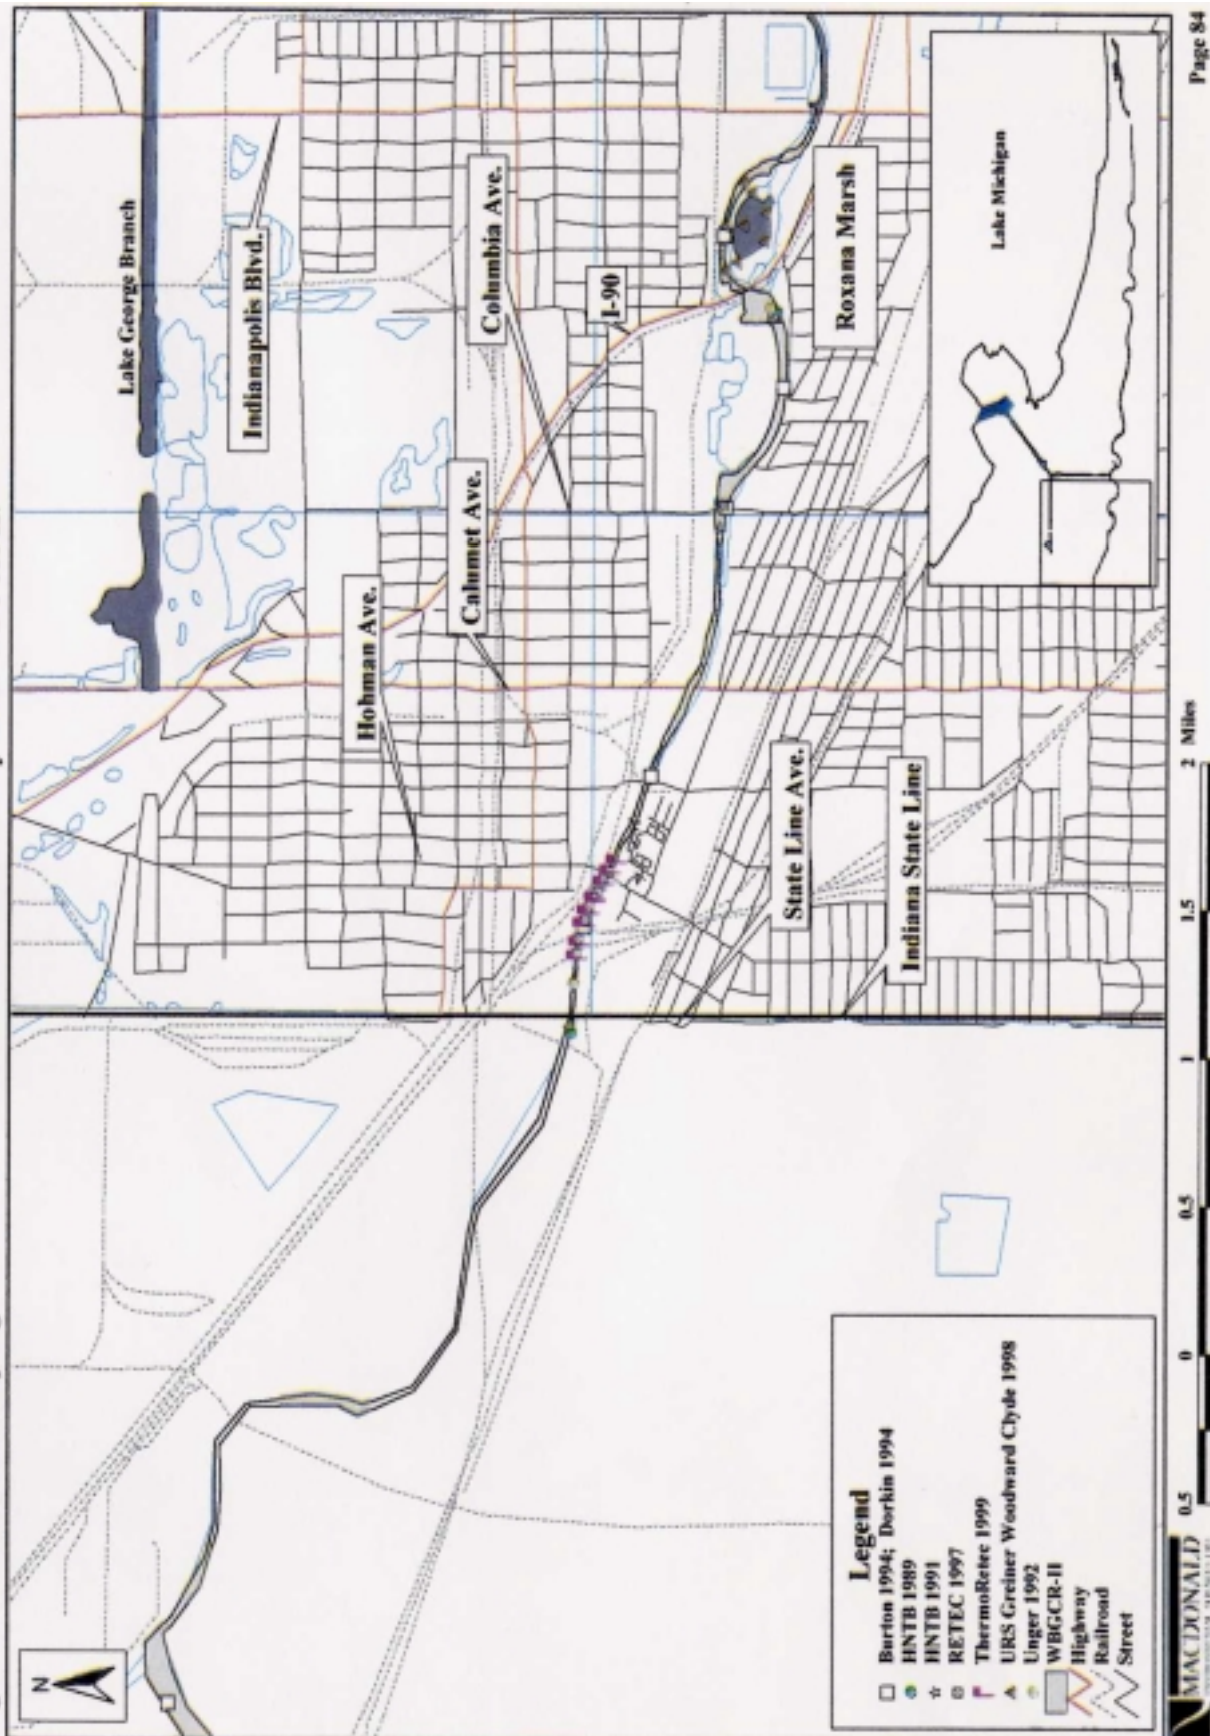 Lake George Branch
Indianapolis Blvd.
Columbia Ave.
I-90
Calumet Ave.
Hohman Ave.
Roxana Marsh
State Line Ave.
Indiana State Line
Lake Michigan
N
Legend
Burton 1994; Dorkin 1994
HNTB 1989
HNTB 1991
RETEC 1997
ThermoRetec 1999
URS Greiner Woodward Clyde 1998
Unger 1992
WBGCR-II
Highway
Railroad
Street
MACDONALD
0.5 0 0.5 1 1.5 2 Miles
Page 84